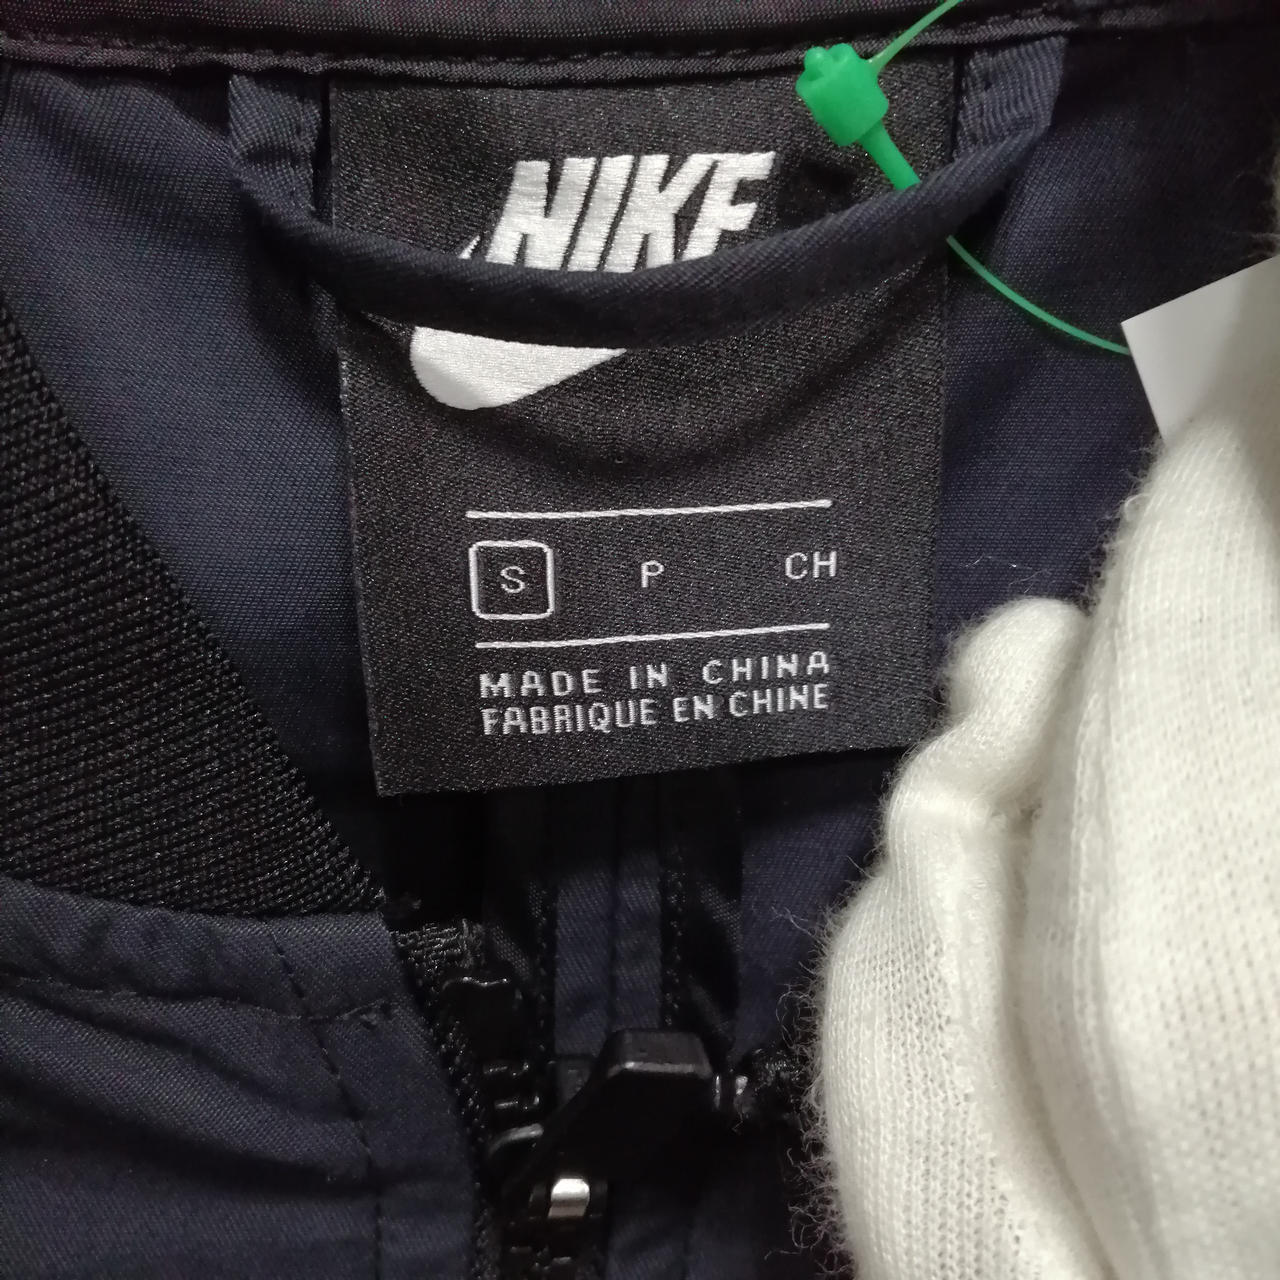 NIKE
S P CH
MADE IN CHINA
FABRIQUE EN CHINE